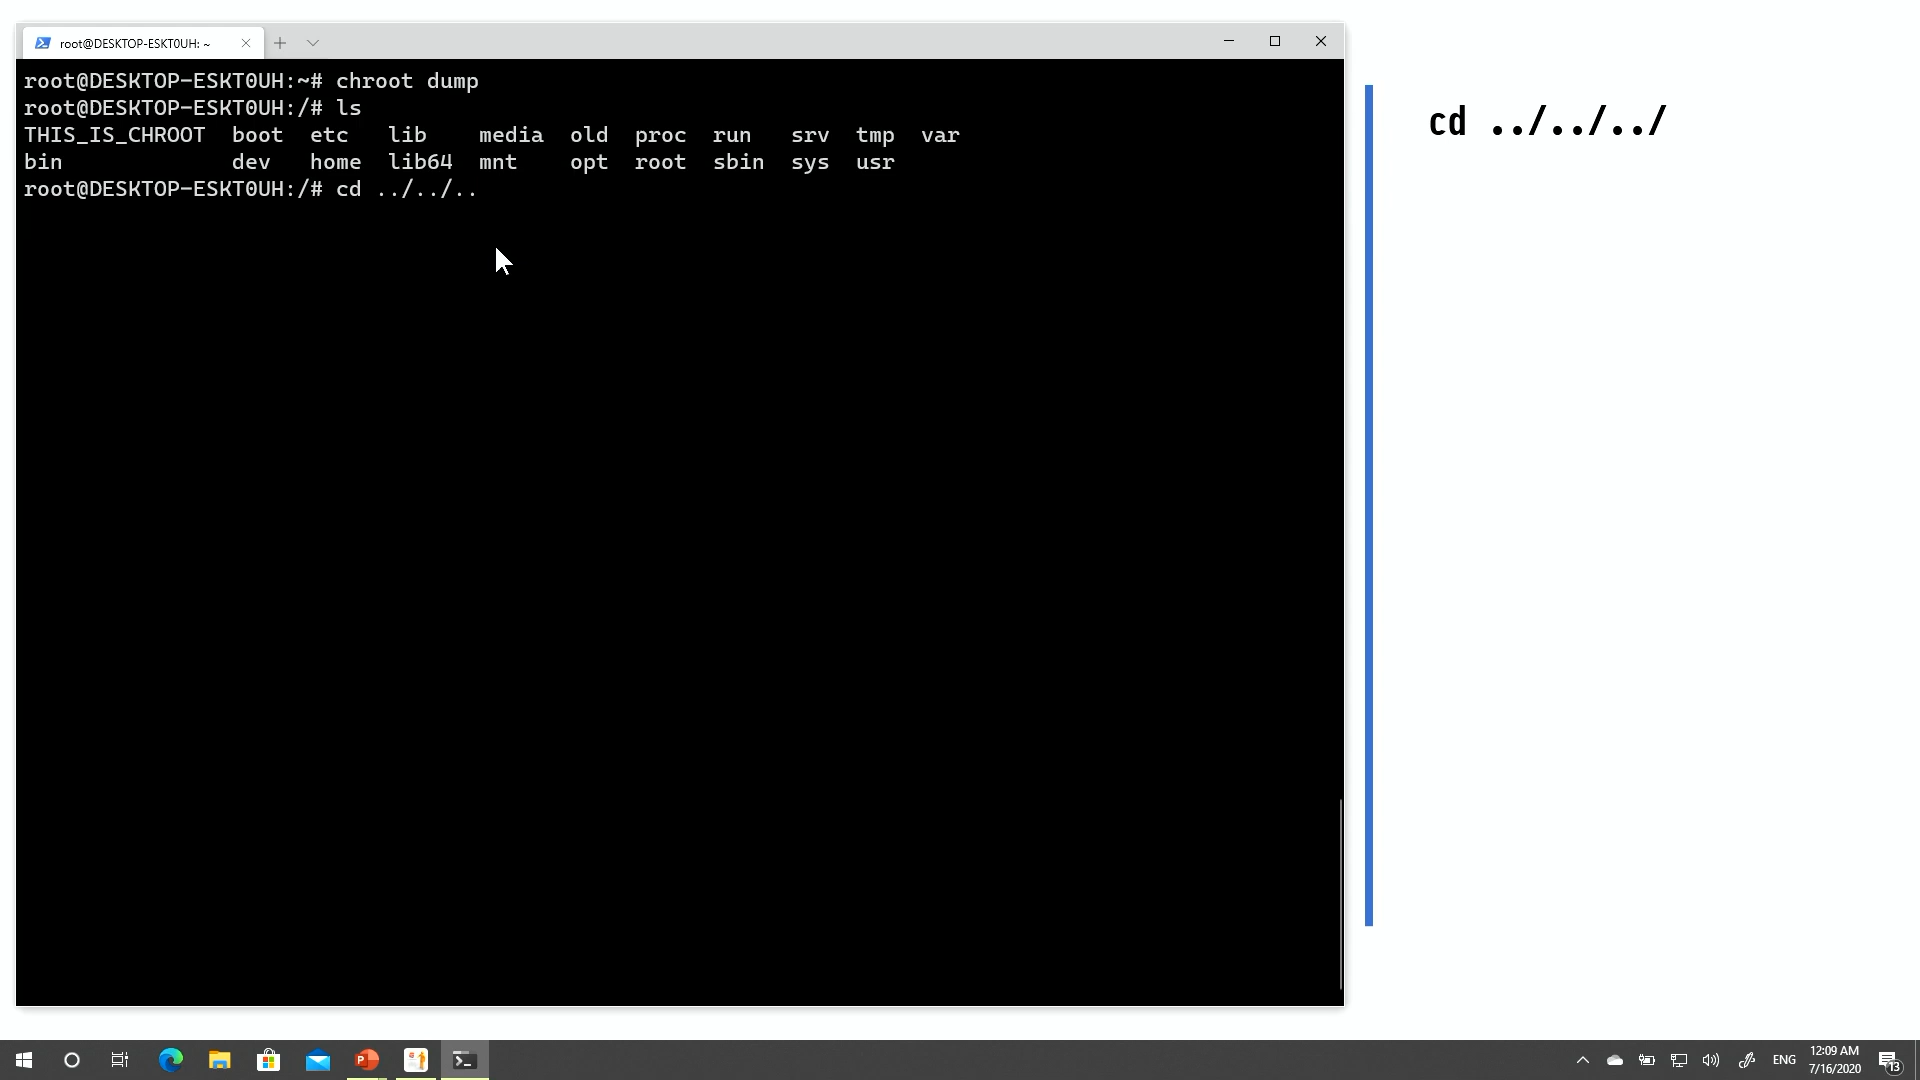 root@DESKTOP-ESKT0UH: ~
root@DESKTOP-ESKT0UH:~# chroot dump
root@DESKTOP-ESKT0UH:/# ls
THIS_IS_CHROOT  boot  etc   lib    media  old  proc  run   srv  tmp  var
bin             dev   home  lib64  mnt    opt  root  sbin  sys  usr
root@DESKTOP-ESKT0UH:/# cd ../../..
cd ../../../
ENG
12:09 AM
7/16/2020
13